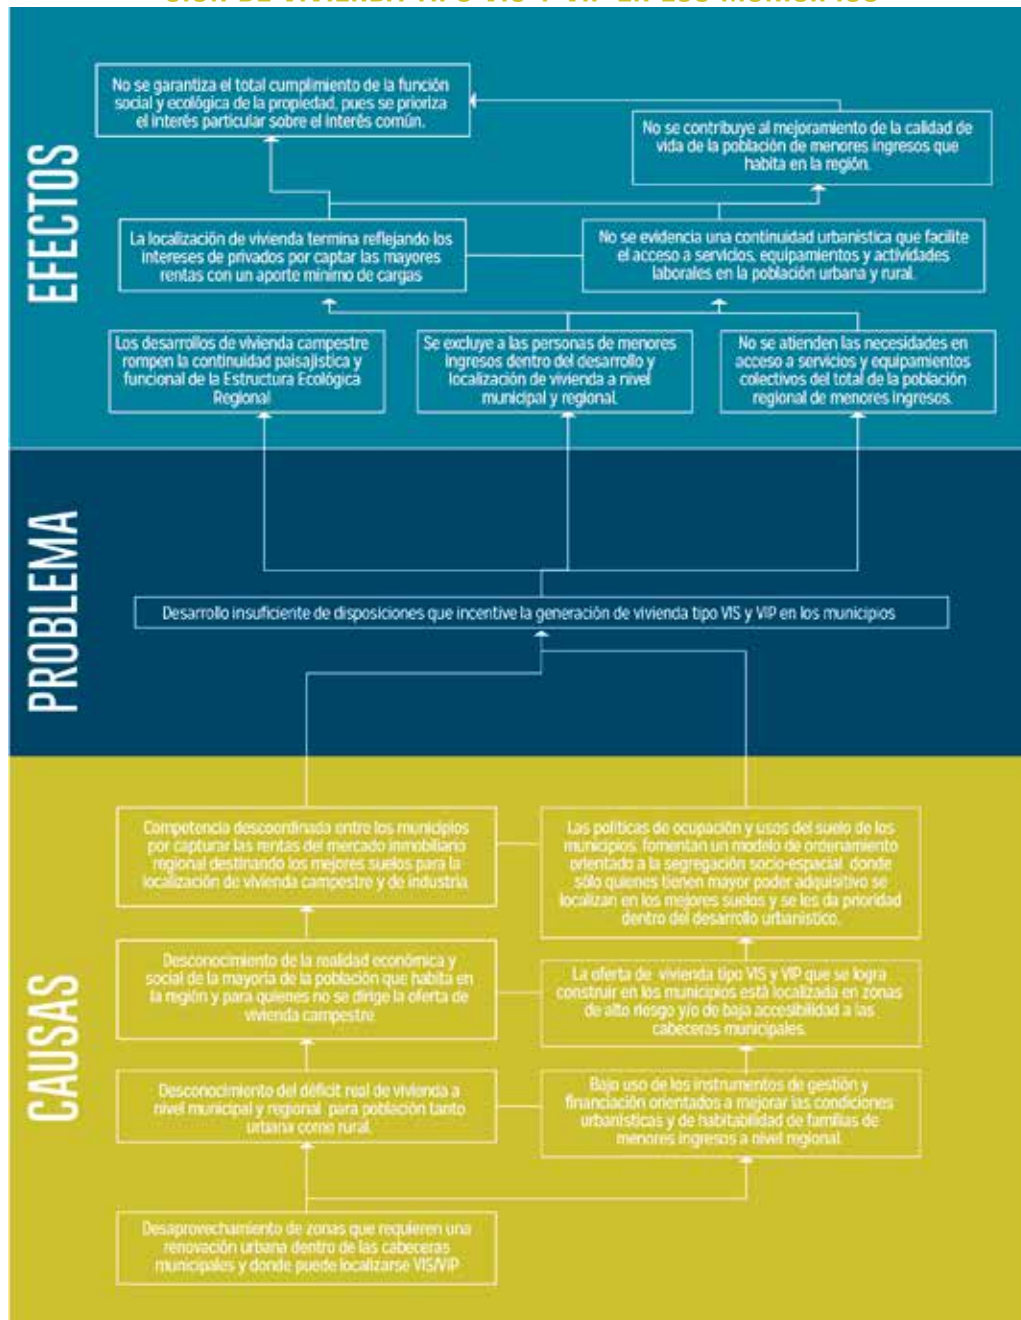 EFECTOS
No se garantiza el total cumplimiento de la función
social y ecológica de la propiedad, pues se prioriza
el interés particular sobre el interés común.
No se contribuye al mejoramiento de la calidad de
vida de la población de menores ingresos que
habita en la región.
La localización de vivienda termina reflejando los
intereses de privados por captar las mayores
rentas con un aporte mínimo de cargas
No se evidencia una continuidad urbanística que facilite
el acceso a servicios, equipamientos y actividades
laborales en la población urbana y rural.
Los desarrollos de vivienda campestre
rompen la continuidad paisajística y
funcional de la Estructura Ecológica
Regional
Se excluye a las personas de menores
ingresos dentro del desarrollo y
localización de vivienda a nivel
municipal y regional.
No se atienden las necesidades en
acceso a servicios y equipamientos
colectivos del total de la población
regional de menores ingresos.
PROBLEMA
Desarrollo insuficiente de disposiciones que incentive la generación de vivienda tipo VIS y VIP en los municipios
CAUSAS
Competencia descoordinada entre los municipios
por capturar las rentas del mercado inmobiliario
regional destinando los mejores suelos para la
localización de vivienda campestre y de industria.
Las políticas de ocupación y usos del suelo de los
municipios, fomentan un modelo de ordenamiento
orientado a la segregación socio-espacial donde
sólo quienes tienen mayor poder adquisitivo se
localizan en los mejores suelos y se les da prioridad
dentro del desarrollo urbanístico.
Desconocimiento de la realidad económica y
social de la mayoría de la población que habita en
la región y para quienes no se dirige la oferta de
vivienda campestre.
La oferta de vivienda tipo VIS y VIP que se logra
construir en los municipios está localizada en zonas
de alto riesgo y/o de baja accesibilidad a las
cabeceras municipales.
Desconocimiento del déficit real de vivienda a
nivel municipal y regional para población tanto
urbana como rural.
Bajo uso de los instrumentos de gestión y
financiación orientados a mejorar las condiciones
urbanísticas y de habitabilidad de familias de
menores ingresos a nivel regional.
Desaprovechamiento de zonas que requieren una
renovación urbana dentro de las cabeceras
municipales y donde puede localizarse VIS/VIP